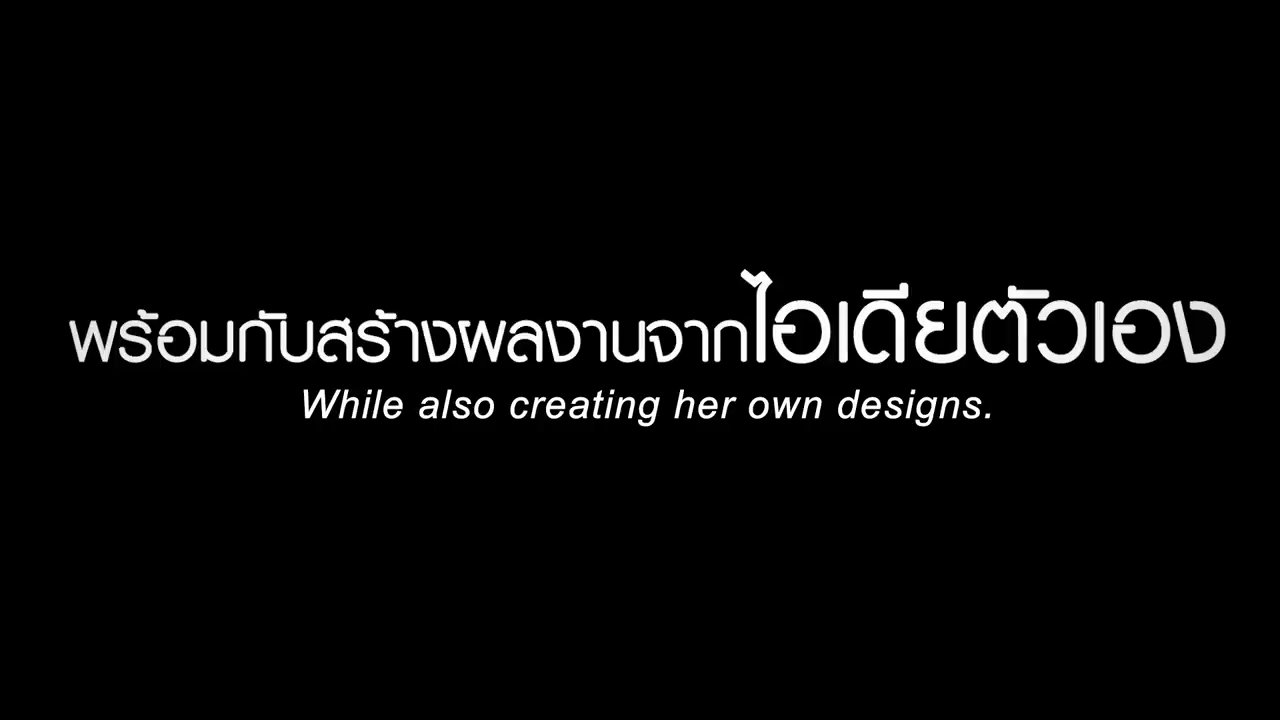 พร้อมกับสร้างผลงานจากไอเดียตัวเอง
While also creating her own designs.